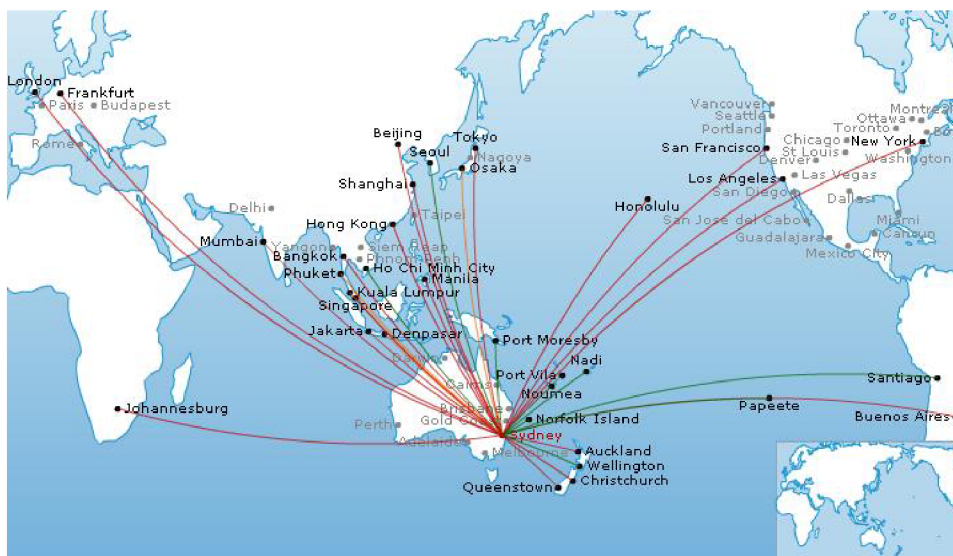 London
Frankfurt
Paris
Budapest
Rome
Delhi
Mumbai
Beijing
Seoul
Tokyo
Nagoya
Osaka
Shanghai
Taipei
Hong Kong
Yangon
Siem Reap
Bangkok
Phnom Penh
Phuket
Ho Chi Minh City
Manila
Kuala Lumpur
Singapore
Jakarta
Denpasar
Darwin
Port Moresby
Cairns
Port Vila
Nadi
Noumea
Brisbane
Gold
Norfolk Island
Perth
Sydney
Adelaide
Melbourne
Auckland
Wellington
Christchurch
Queenstown
Johannesburg
Honolulu
Vancouver
Seattle
Portland
San Francisco
Los Angeles
San Diego
San Jose del Cabo
Guadalajara
Mexico City
Las Vegas
Denver
St Louis
Chicago
Toronto
Ottawa
Montreal
New York
Washington
Dallas
Miami
Cancun
Santiago
Papeete
Buenos Aires